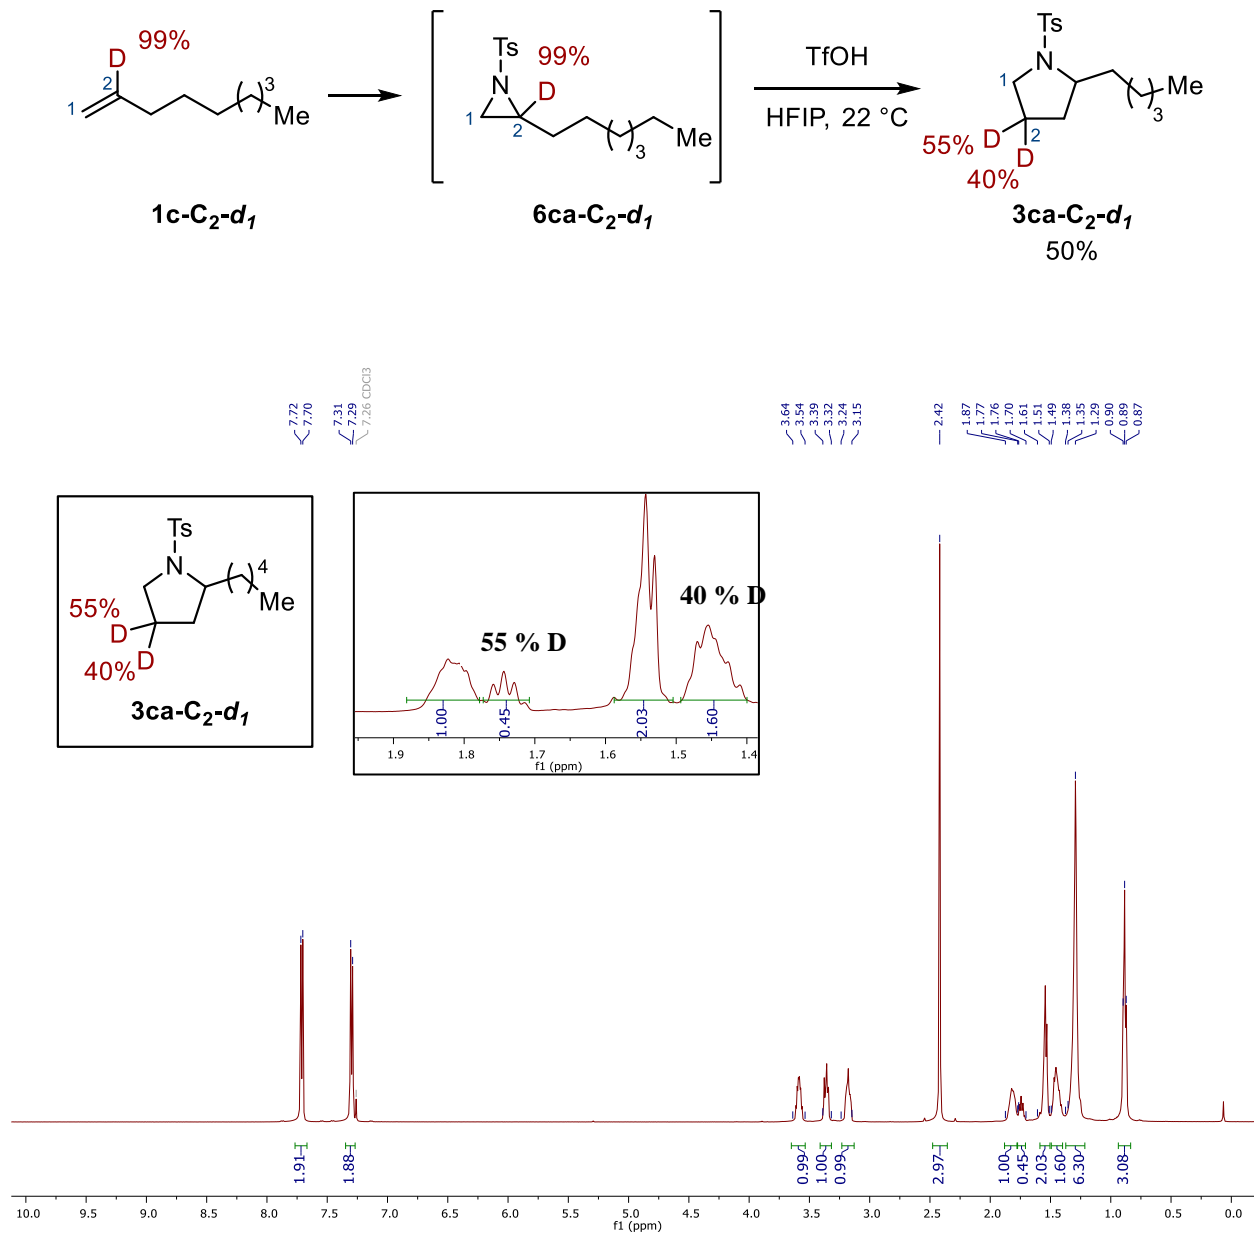 99%
D
2
1
3
Me
1c-C2-d1
Ts
99%
N
D
1
2
3
Me
6ca-C2-d1
TfOH
HFIP, 22 °C
Ts
N
1
Me
3
2
55% D
D
40%
3ca-C2-d1
50%
7.72
7.70
7.31
7.29
7.26 CDCl3
3.64
3.54
3.39
3.32
3.24
3.15
2.42
1.87
1.77
1.76
1.70
1.61
1.51
1.49
1.38
1.35
1.29
0.90
0.89
0.87
Ts
N
4
Me
55%
D
D
40%
3ca-C2-d1
55 % D
40 % D
1.00
0.45
2.03
1.60
1.9 1.8 1.7 1.6 1.5 1.4
f1 (ppm)
1.91
1.88
0.99
1.00
0.99
2.97
1.00
0.45
2.03
1.60
6.30
3.08
10.0 9.5 9.0 8.5 8.0 7.5 7.0 6.5 6.0 5.5 5.0 4.5 4.0 3.5 3.0 2.5 2.0 1.5 1.0 0.5 0.0
f1 (ppm)